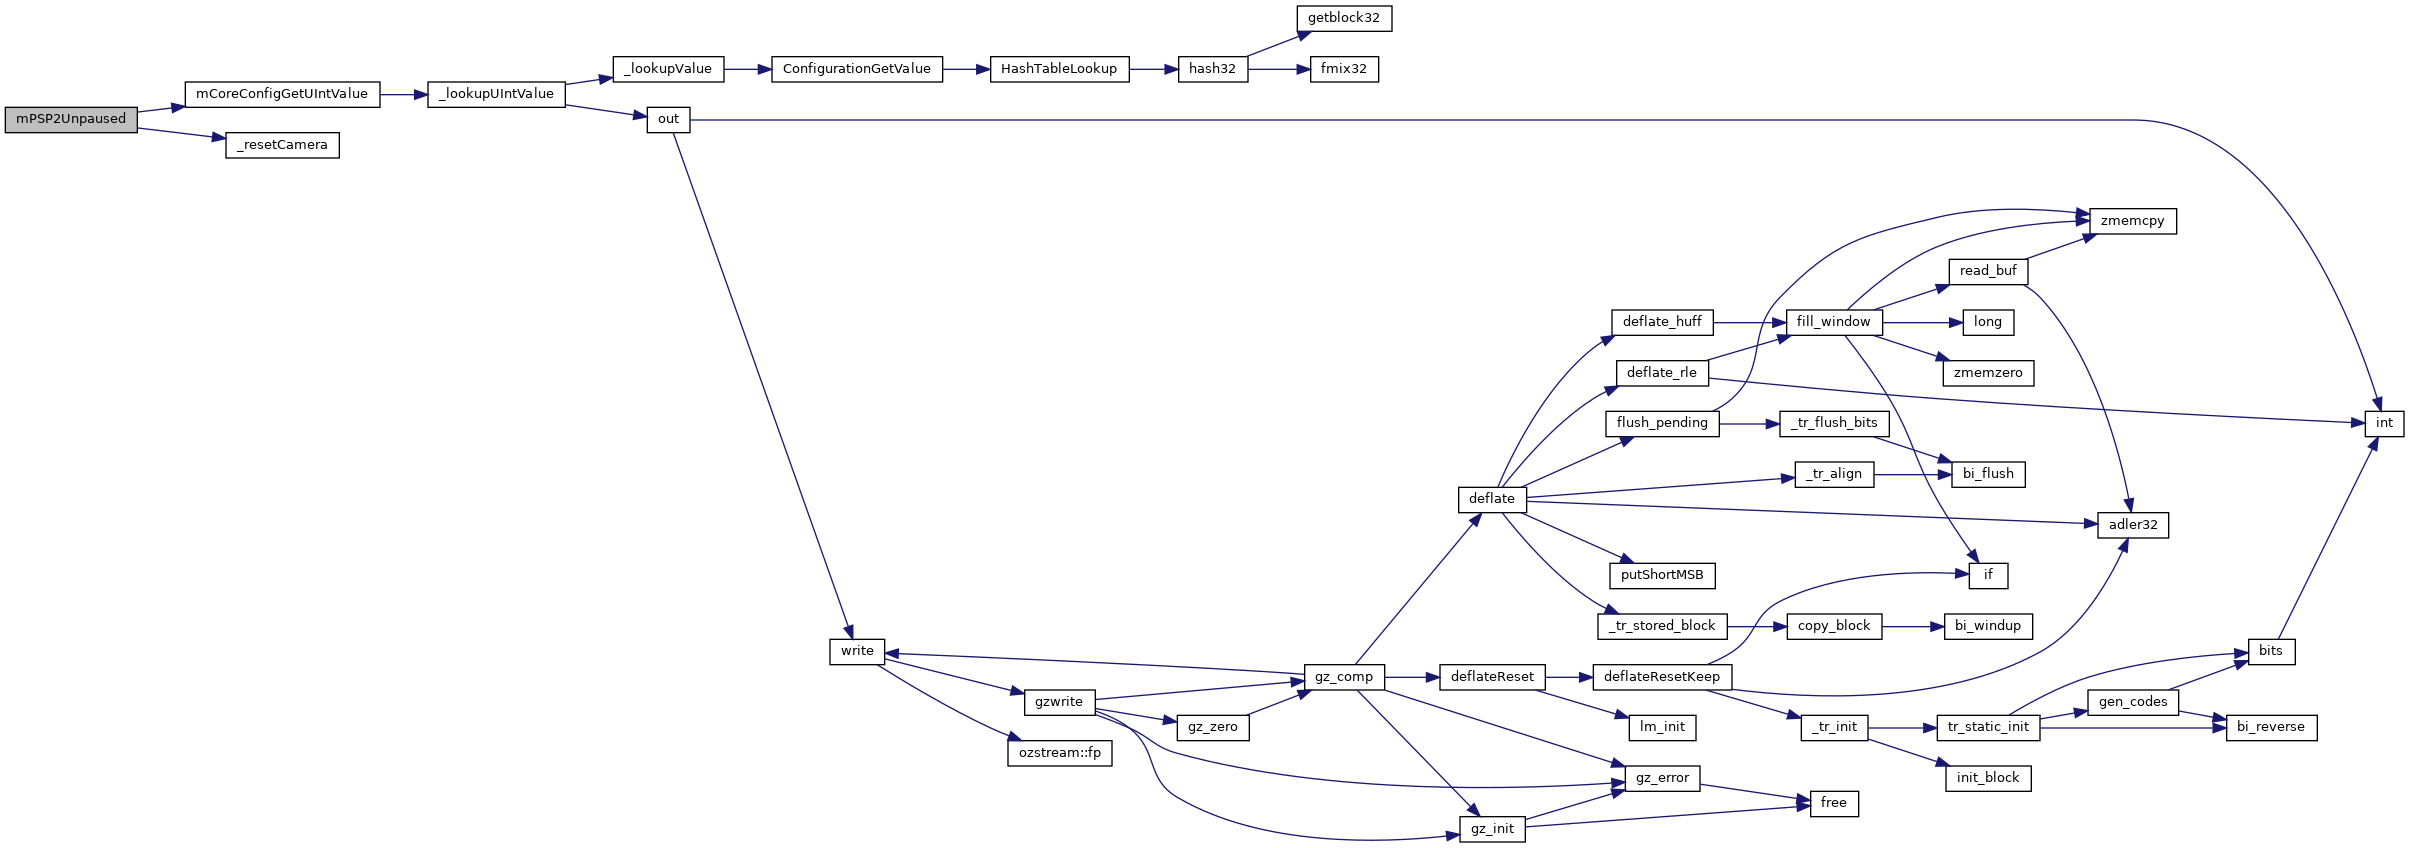 getblock32
_lookupValue
ConfigurationGetValue
HashTableLookup
hash32
fmix32
mCoreConfigGetUIntValue
_lookupUIntValue
mPSP2Unpaused
out
_resetCamera
zmemcpy
read_buf
deflate_huff
fill_window
long
deflate_rle
zmemzero
flush_pending
_tr_flush_bits
int
_tr_align
bi_flush
deflate
adler32
putShortMSB
if
_tr_stored_block
copy_block
bi_windup
write
bits
gz_comp
deflateReset
deflateResetKeep
gzwrite
gen_codes
gz_zero
lm_init
_tr_init
tr_static_init
bi_reverse
ozstream::fp
gz_error
init_block
free
gz_init